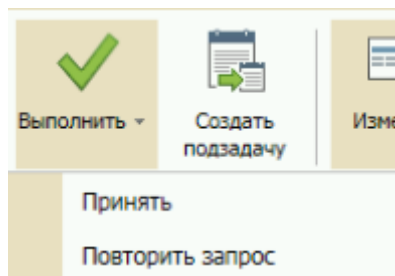 Выполнить
Создать
подзадачу
Изме
Принять
Повторить запрос